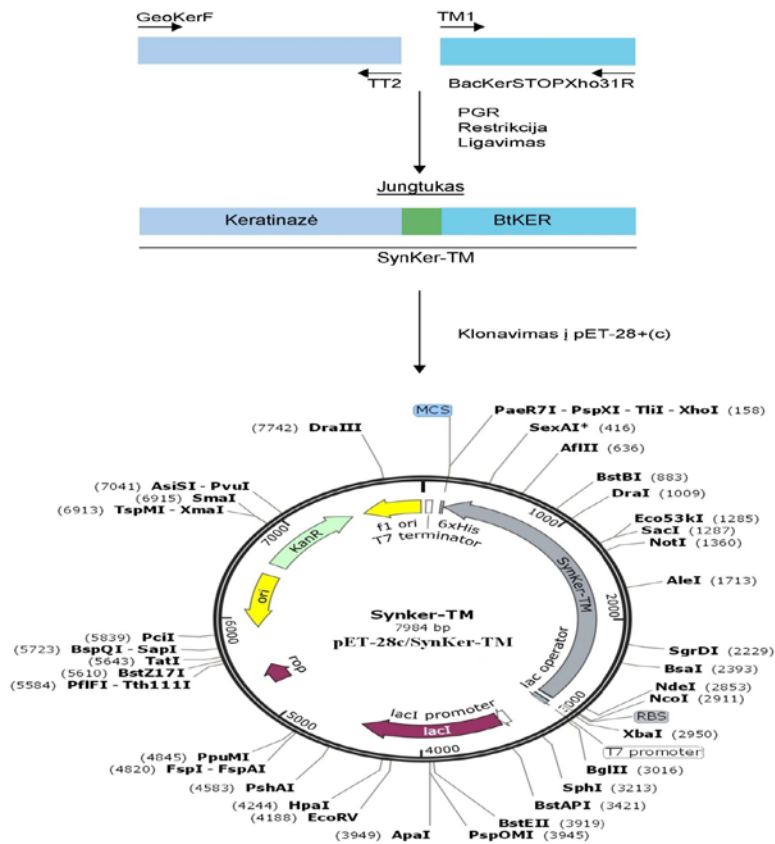 GeoKerF
TM1
TT2
BacKerSTOPXho31R
PGR
Restrikcija
Ligavimas
Jungtukas
Keratinazė
BtKER
SynKer-TM
Klonavimas į pET-28+(c)
MCS
PaeR7I - PspXI - TliI - XhoI (158)
(7742) DraIII
SexAI* (416)
AflII (636)
(7041) AsiSI - PvuI
(6915) SmaI
(6913) TspMI - XmaI
BstBI (883)
DraI (1009)
Eco53kI (1285)
SacI (1287)
NotI (1360)
AleI (1713)
f1 ori
6xHis
T7 terminator
KanR
ori
rop
1000
2000
3000
4000
5000
6000
7000
SynKer-TM
Synker-TM
7984 bp
pET-28c/SynKer-TM
lac operator
lacI promoter
lacI
(5839) PciI
(5723) BspQI - SapI
(5643) TatI
(5610) BstZ17I
(5584) PflFI - Tth111I
SgrDI (2229)
BsaI (2393)
NdeI (2853)
NcoI (2911)
RBS
XbaI (2950)
T7 promoter
BglII (3016)
SphI (3213)
BstAPI (3421)
(4845) PpuMI
(4820) FspI - FspAI
(4583) PshAI
(4244) HpaI
(4188) EcoRV
(3949) ApaI
BstEII (3919)
PspOMI (3945)